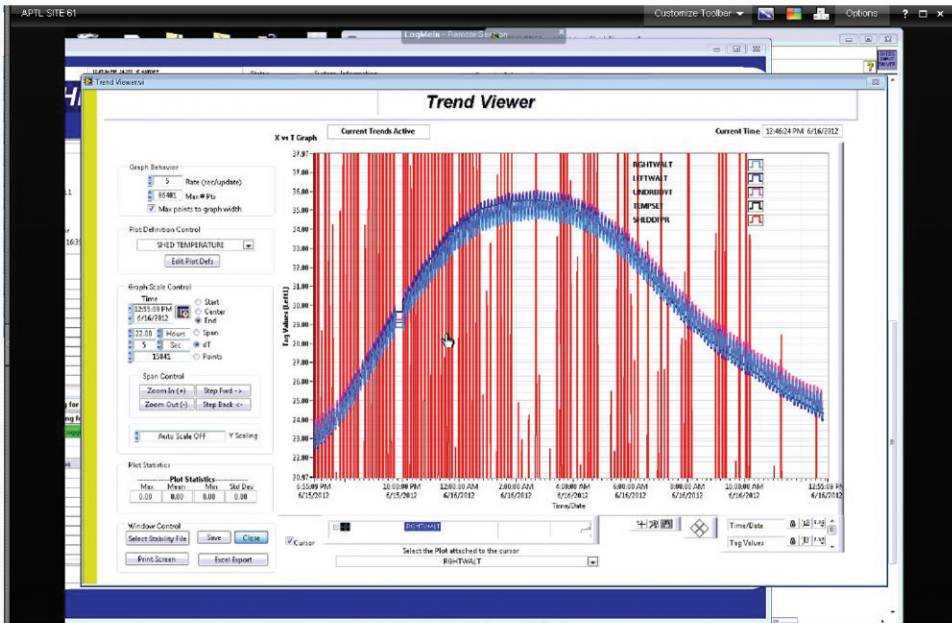 APTL SITE 61
Customize Toolbar
Options
LogMeIn - Remote Session
Trend Viewer.vi
Trend Viewer
X vs T Graph
Current Trends Active
Current Time 12:46:24 PM 6/16/2012
Graph Behavior
5 Rate (sec/update)
86401 Max # Pts
Max points to graph width
Plot Definition Control
SHED TEMPERATURE
Edit Plot Defs
Graph Scale Control
Time
12:55:09 PM
6/16/2012
Start
Center
End
22.00 Hours Span
5 Sec dT
15841 Points
Span Control
Zoom In (+) Step Fwd ->
Zoom Out (-) Step Back <-
Auto Scale OFF Y Scaling
Plot Statistics
Plot Statistics
Max Mean Min Std Dev
0.00 0.00 0.00 0.00
Window Control
Select Stability File Save Close
Print Screen Excel Export
Tag Values (Left1)
37.97
36.00
35.00
34.00
33.00
32.00
31.00
30.00
29.00
28.00
27.00
26.00
25.00
24.00
23.00
22.00
20.97
RGHTWALT
LEFTWALT
UNDRBDYT
TEMPSET
SHEDDFPR
6:55:09 PM 10:00:00 PM 12:00:00 AM 2:00:00 AM 4:00:00 AM 6:00:00 AM 8:00:00 AM 10:00:00 AM 12:55:09 PM
6/15/2012 6/15/2012 6/16/2012 6/16/2012 6/16/2012 6/16/2012 6/16/2012 6/16/2012 6/16/2012
Time/Date
Cursor
RGHTWALT
Time/Date
Tag Values
Select the Plot attached to the cursor
RGHTWALT